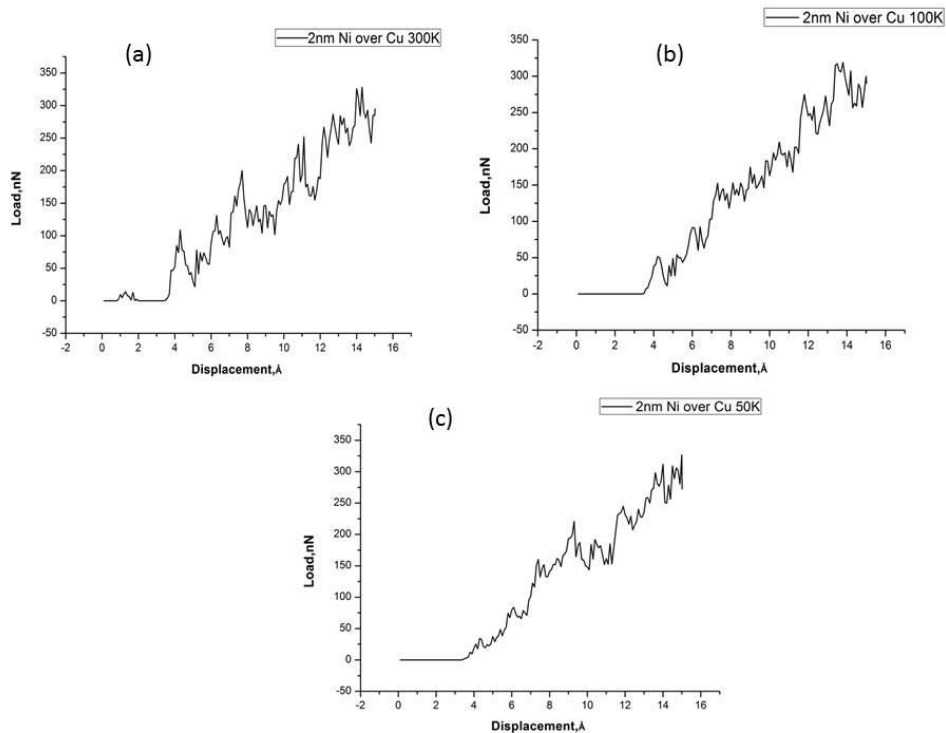 (a)
2nm Ni over Cu 300K
350
300
250
200
150
100
50
0
-50
Load,nN
-2 0 2 4 6 8 10 12 14 16
Displacement,Å
(b)
2nm Ni over Cu 100K
350
300
250
200
150
100
50
0
-50
Load,nN
-2 0 2 4 6 8 10 12 14 16
Displacement,Å
(c)
2nm Ni over Cu 50K
350
300
250
200
150
100
50
0
-50
Load,nN
-2 0 2 4 6 8 10 12 14 16
Displacement,Å